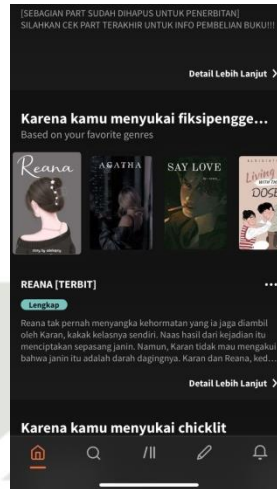 [SEBAGIAN PART SUDAH DIHAPUS UNTUK PENERBITAN]
SILAHKAN CEK PART TERAKHIR UNTUK INFO PEMBELIAN BUKU!!!
Detail Lebih Lanjut
Karena kamu menyukai fiksipengge...
Based on your favorite genres
Reana
AGATHA
SAY LOVE
Living
WITH THE
DOSE
REANA [TERBIT]
Lengkap
Reana tak pernah menyangka kehormatan yang ia jaga diambil
oleh Karan, kakak kelasnya sendiri. Naas hasil dari kejadian itu
menciptakan sepasang janin. Namun, Karan tidak mau mengakui
bahwa janin itu adalah darah dagingnya. Karan dan Reana, ked...
Detail Lebih Lanjut
Karena kamu menyukai chicklit